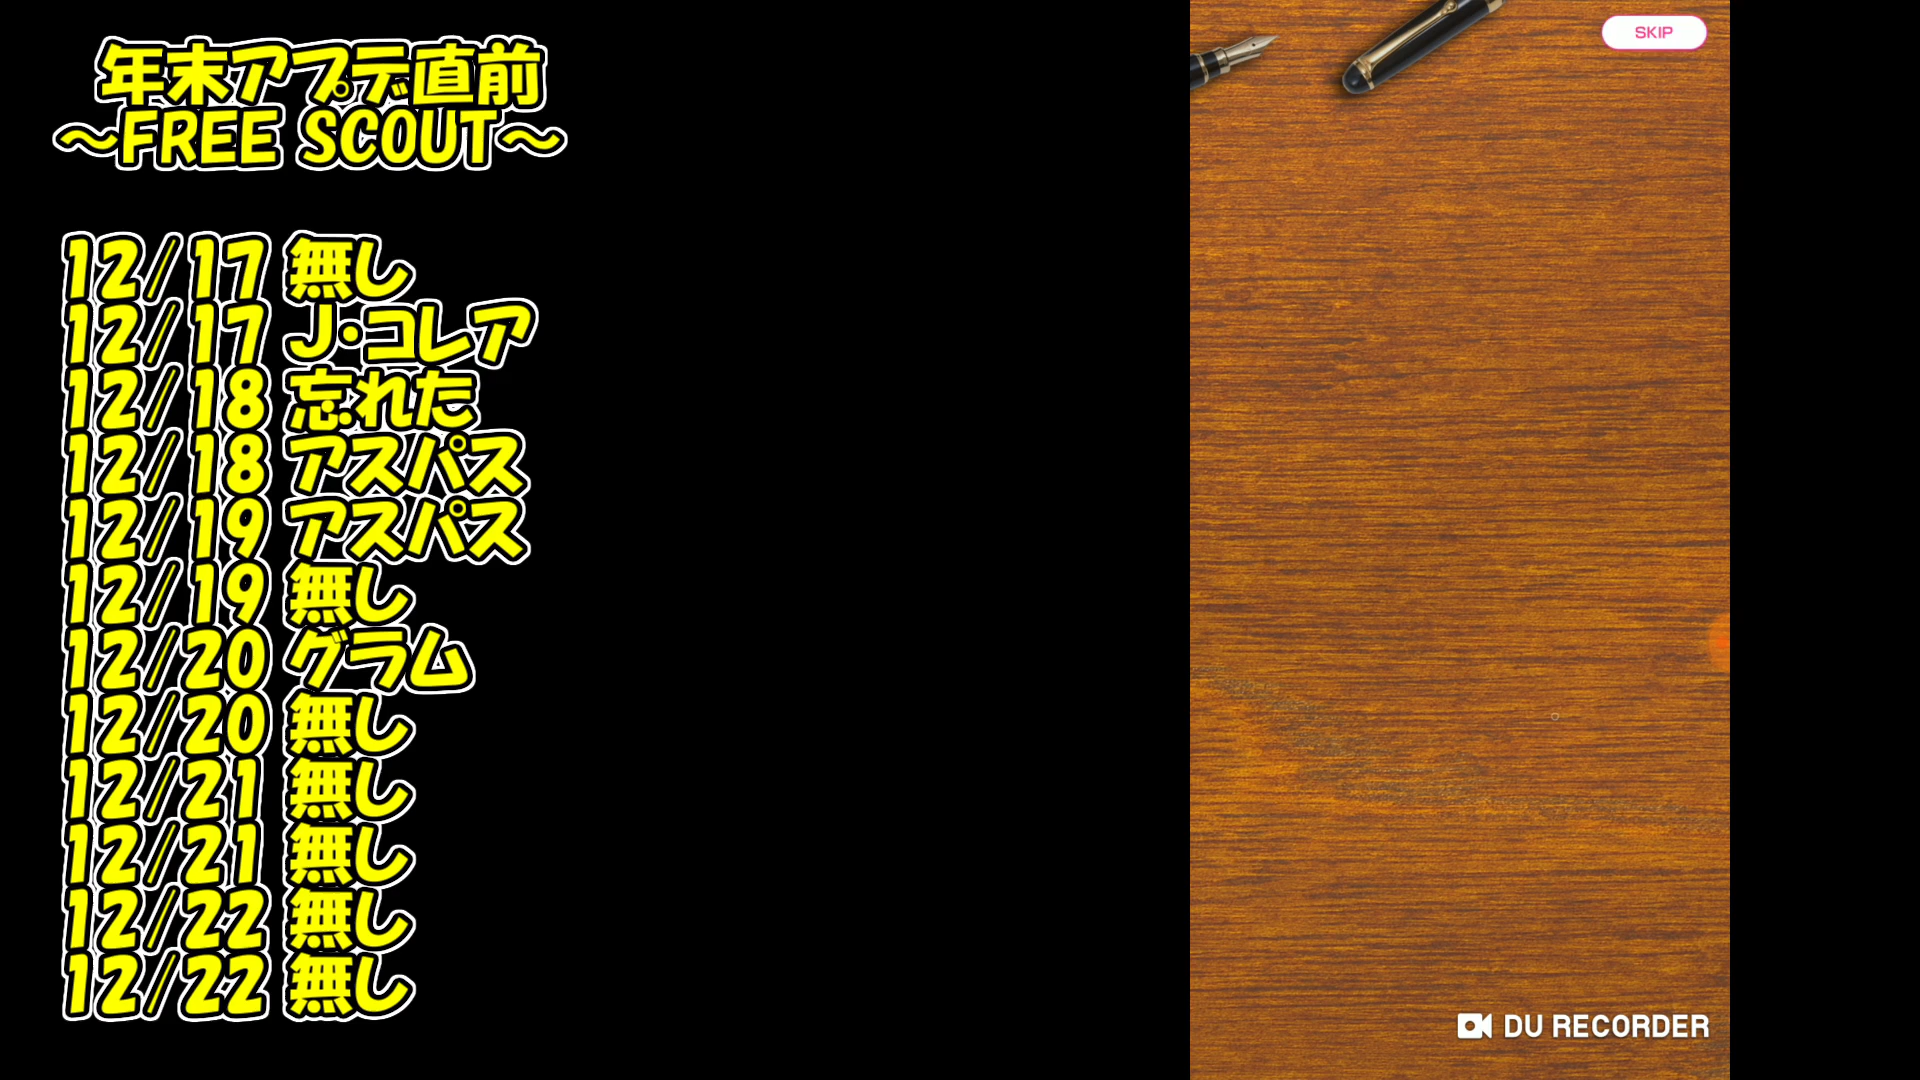 年末アプデ直前
～FREE SCOUT～
12/17 無し
12/17 J・コレア
12/18 忘れた
12/18 アスパス
12/19 アスパス
12/19 無し
12/20 グラム
12/20 無し
12/21 無し
12/21 無し
12/22 無し
12/22 無し
SKIP
DU RECORDER